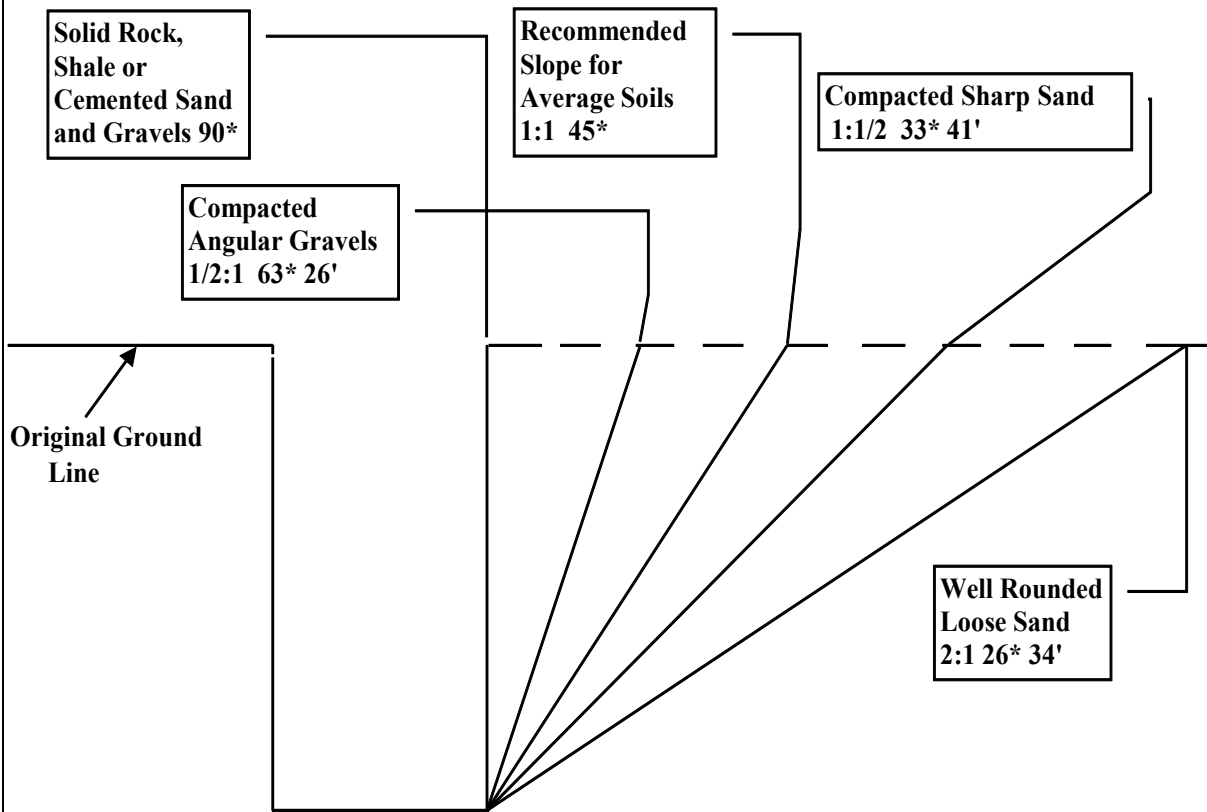 Solid Rock,
Shale or
Cemented Sand
and Gravels 90*
Recommended
Slope for
Average Soils
1:1 45*
Compacted Sharp Sand
1:1/2 33* 41'
Compacted
Angular Gravels
1/2:1 63* 26'
Original Ground
Line
Well Rounded
Loose Sand
2:1 26* 34'